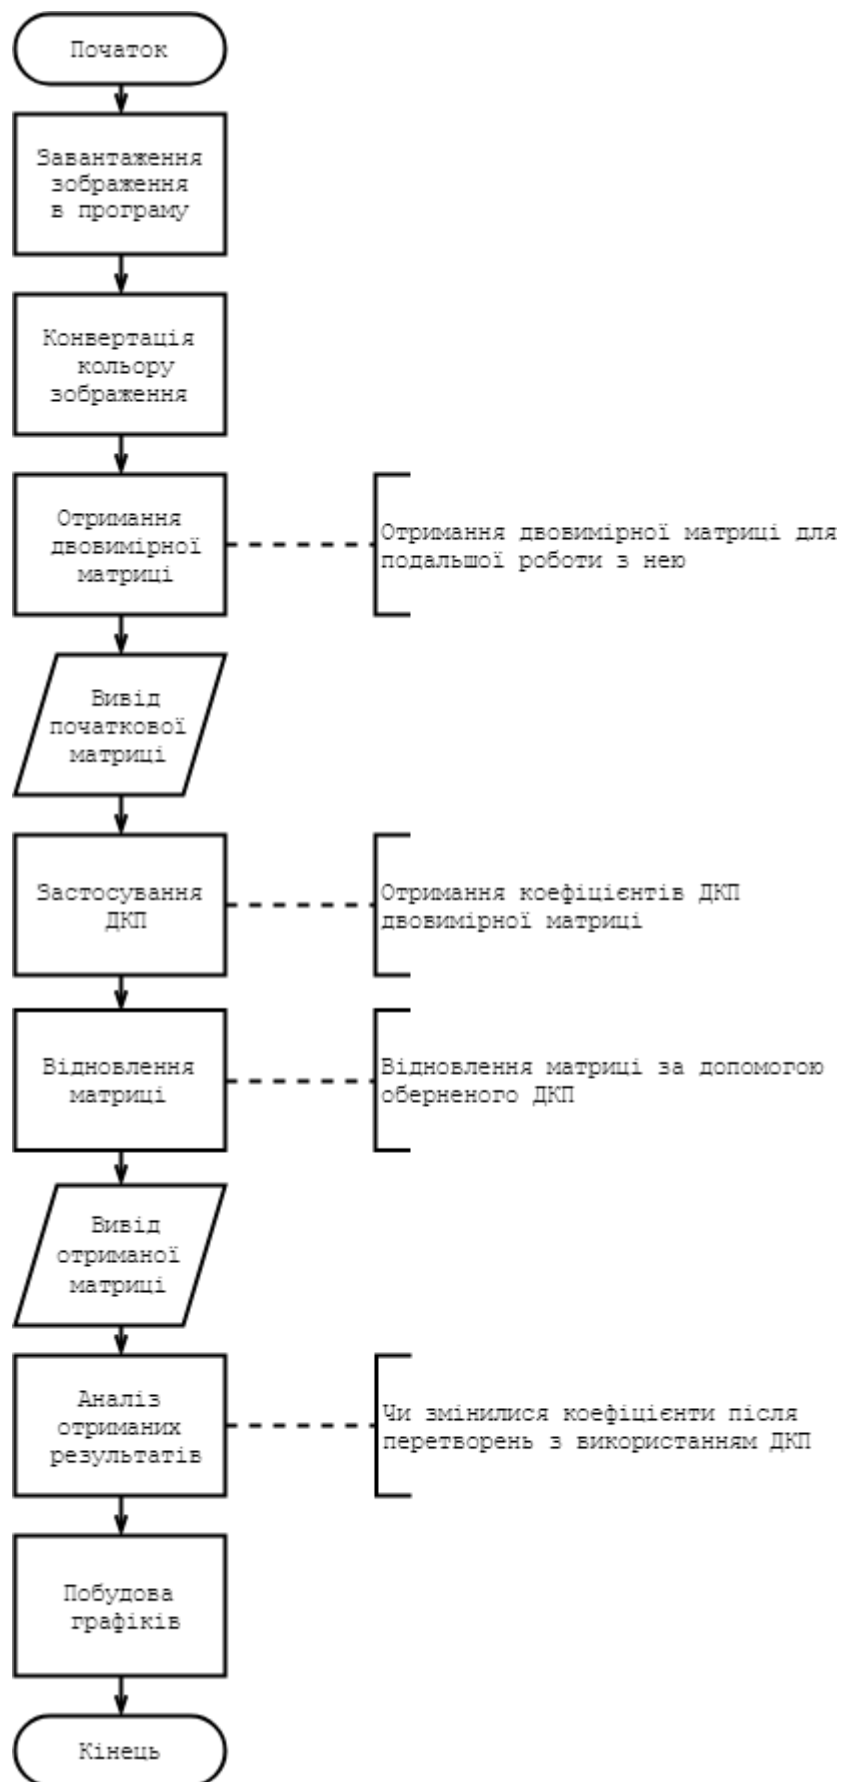 Початок
Завантаження
зображення
в програму
Конвертація
кольору
зображення
Отримання
двовимірної
матриці
Отримання двовимірної матриці для
подальшої роботи з нею
Вивід
початкової
матриці
Застосування
ДКП
Отримання коефіцієнтів ДКП
двовимірної матриці
Відновлення
матриці
Відновлення матриці за допомогою
оберненого ДКП
Вивід
отриманої
матриці
Аналіз
отриманих
результатів
Чи змінилися коефіцієнти після
перетворень з використанням ДКП
Побудова
графіків
Кінець